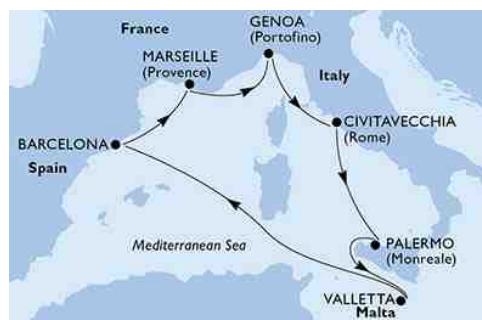 GENOA
(Portofino)
France
MARSEILLE
(Provence)
Italy
CIVITAVECCHIA
(Rome)
BARCELONA
Spain
Mediterranean Sea
PALERMO
(Monreale)
VALLETTA
Malta